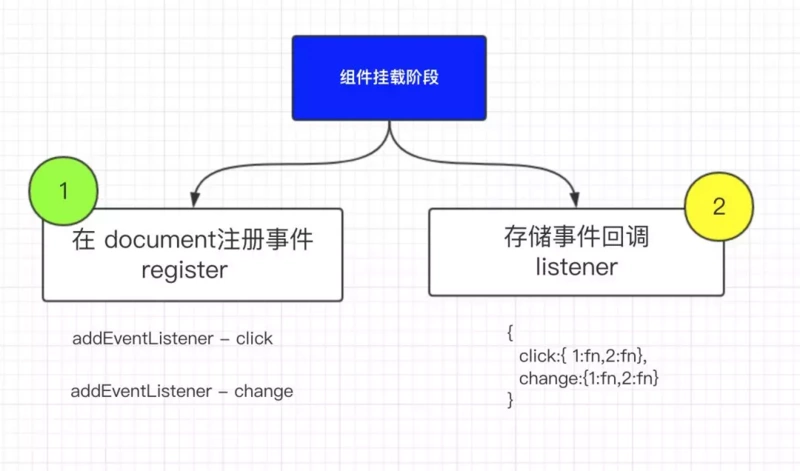 组件挂载阶段
1
在 document注册事件
register
2
存储事件回调
listener
addEventListener - click
addEventListener - change
{
click:{ 1:fn,2:fn},
change:{1:fn,2:fn}
}